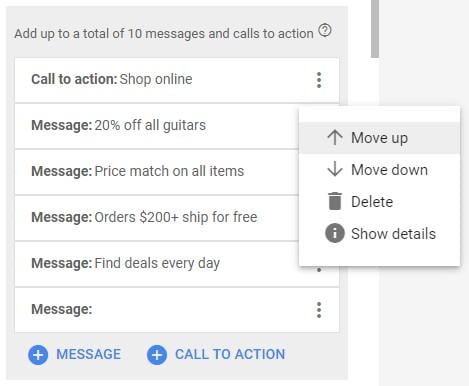 Add up to a total of 10 messages and calls to action
Call to action: Shop online
Message: 20% off all guitars
Message: Price match on all items
Message: Orders $200+ ship for free
Message: Find deals every day
Message:
MESSAGE CALL TO ACTION
Move up
Move down
Delete
Show details